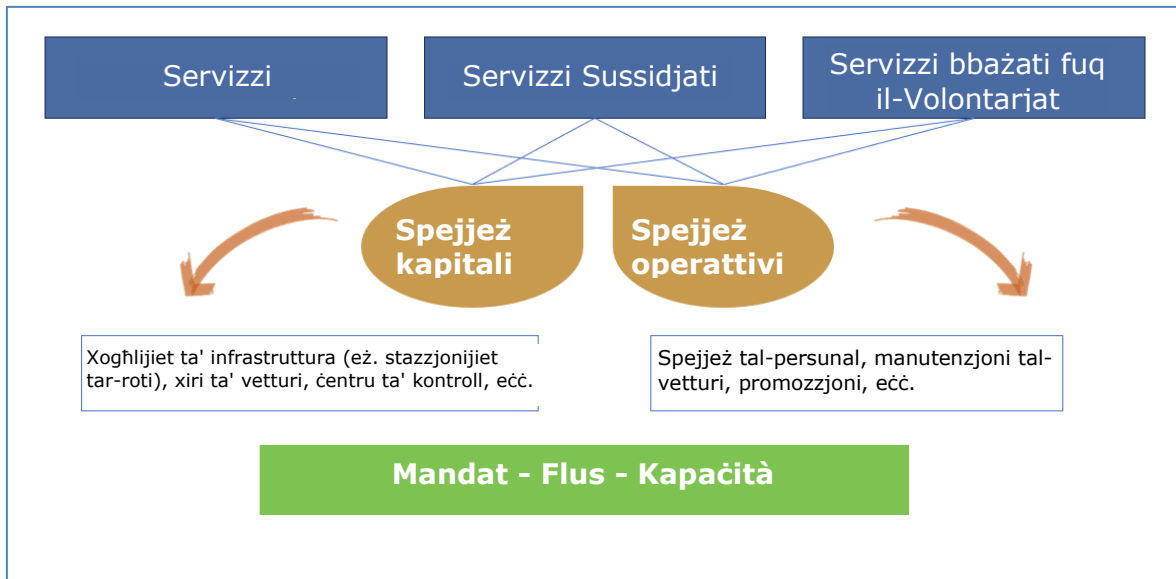 Servizzi
Servizzi Sussidjati
Servizzi bbażati fuq
il-Volontarjat
Spejjeż
kapitali
Spejjeż
operattivi
Xogħlijiet ta' infrastruttura (eż. stazzjonijiet
tar-roti), xiri ta' vetturi, ċentru ta' kontroll, eċċ.
Spejjeż tal-persunal, manutenzjoni tal-
vetturi, promozzjoni, eċċ.
Mandat - Flus - Kapaċità